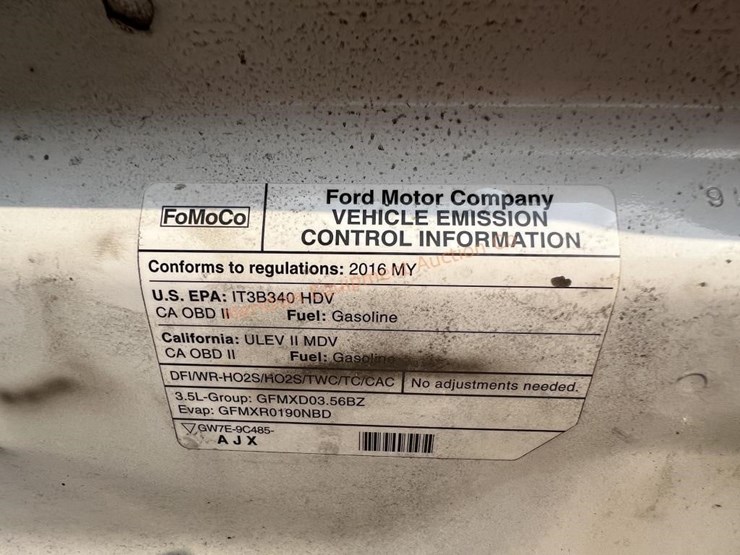 FoMoCo
Ford Motor Company
VEHICLE EMISSION
CONTROL INFORMATION
Conforms to regulations: 2016 MY
U.S. EPA: IT3B340 HDV
CA OBD II Fuel: Gasoline
California: ULEV II MDV
CA OBD II Fuel: Gasoline
DFI/WR-HO2S/HO2S/TWC/TC/CAC No adjustments needed.
3.5L-Group: GFMXD03.56BZ
Evap: GFMXR0190NBD
GW7E-9C485-
AJX